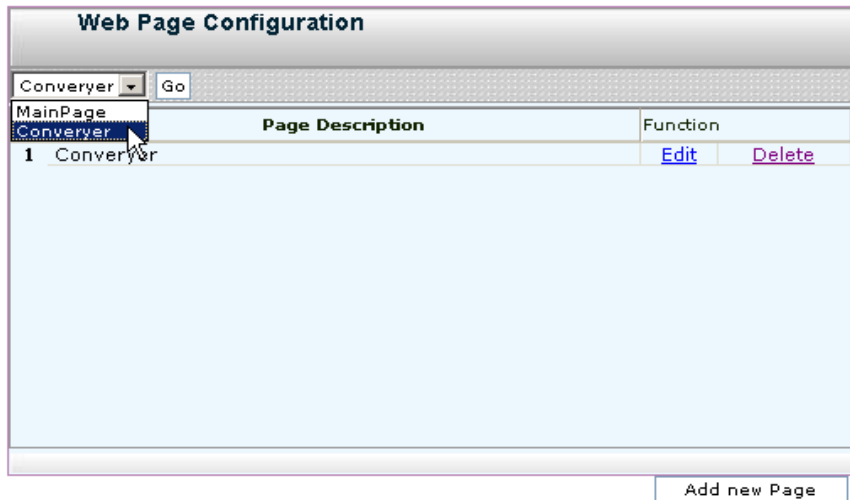 Web Page Configuration
Converyer Go
MainPage
Converyer
Page Description Function
1 Converyer Edit Delete
Add new Page